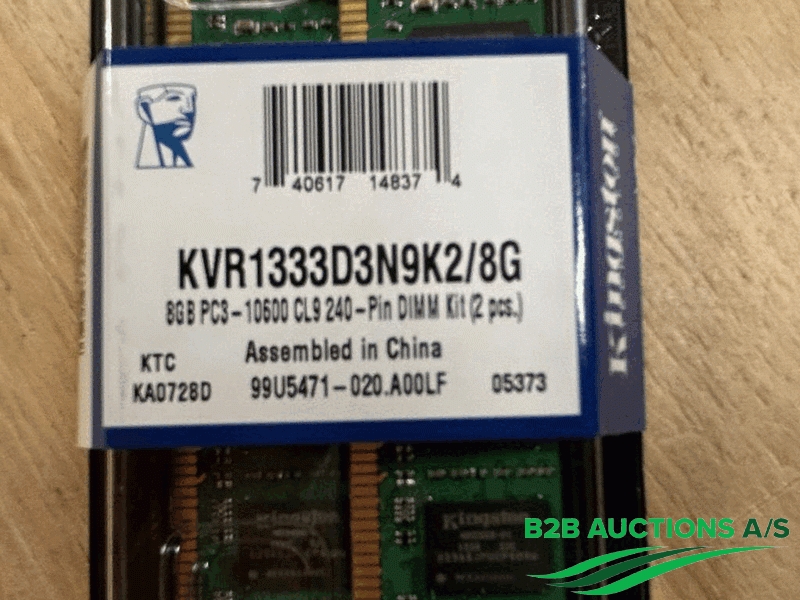 7 40617 14837 4
KVR1333D3N9K2/8G
8GB PC3-10600 CL9 240-Pin DIMM Kit (2 pcs.)
Assembled in China
KTC
KA0728D
99U5471-020.A00LF
05373
Kingston
Kingston
B2B AUCTIONS A/S